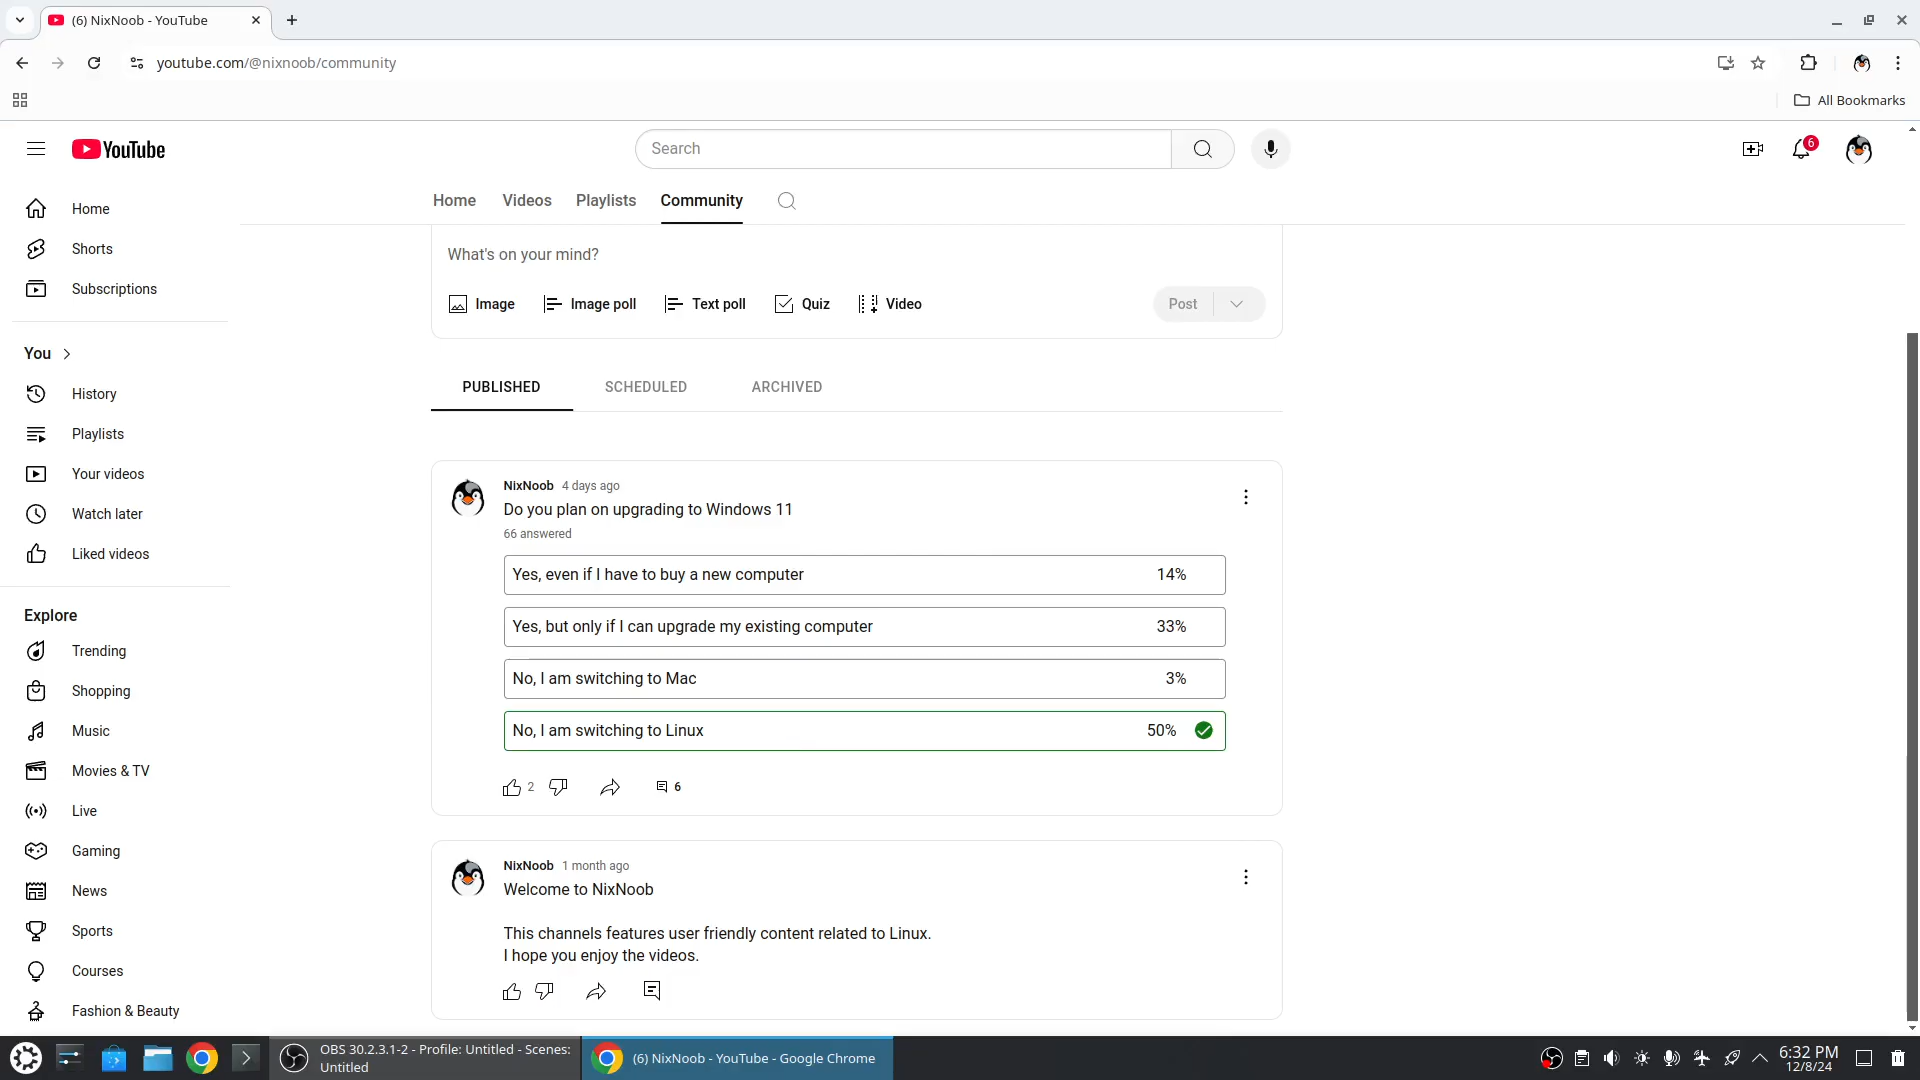 (6) NixNoob - YouTube
youtube.com/@nixnoob/community
All Bookmarks
YouTube
Search
6
Home
Shorts
Subscriptions
You
History
Playlists
Your videos
Watch later
Liked videos
Explore
Trending
Shopping
Music
Movies & TV
Live
Gaming
News
Sports
Courses
Fashion & Beauty
Home Videos Playlists Community
What's on your mind?
Image Image poll Text poll Quiz Video Post
PUBLISHED SCHEDULED ARCHIVED
NixNoob 4 days ago
Do you plan on upgrading to Windows 11
66 answered
Yes, even if I have to buy a new computer 14%
Yes, but only if I can upgrade my existing computer 33%
No, I am switching to Mac 3%
No, I am switching to Linux 50%
2 6
NixNoob 1 month ago
Welcome to NixNoob
This channels features user friendly content related to Linux.
I hope you enjoy the videos.
OBS 30.2.3.1-2 - Profile: Untitled - Scenes:
Untitled
(6) NixNoob - YouTube - Google Chrome
6:32 PM
12/8/24